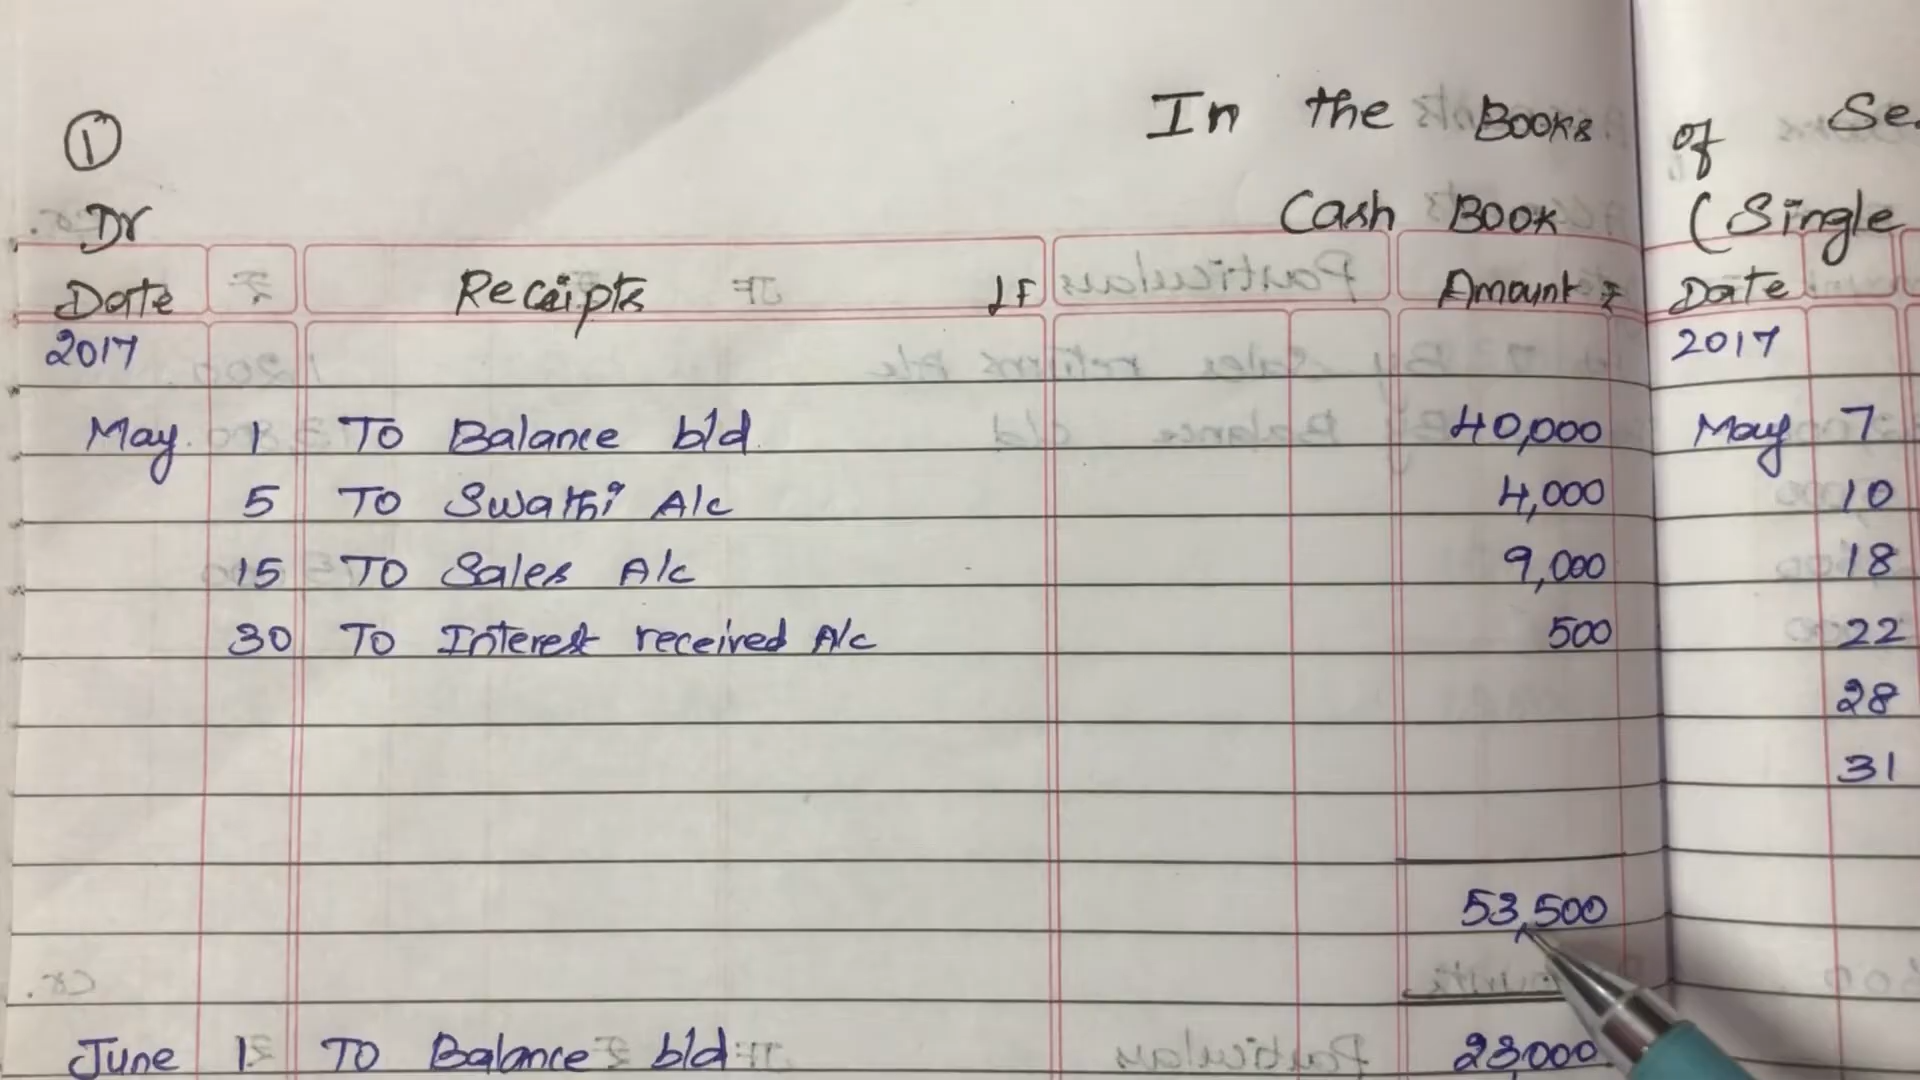 1
In the Books of
Dr Cash Book (Single
Date Receipts LF Amount ₹ Date
2017 2017
May 1 To Balance b/d 40,000 May 7
5 To Swathi A/c 4,000 10
15 To Sales A/c 9,000 18
30 To Interest received A/c 500 22
28
31
53,500
June 1 To Balance b/d 23,000